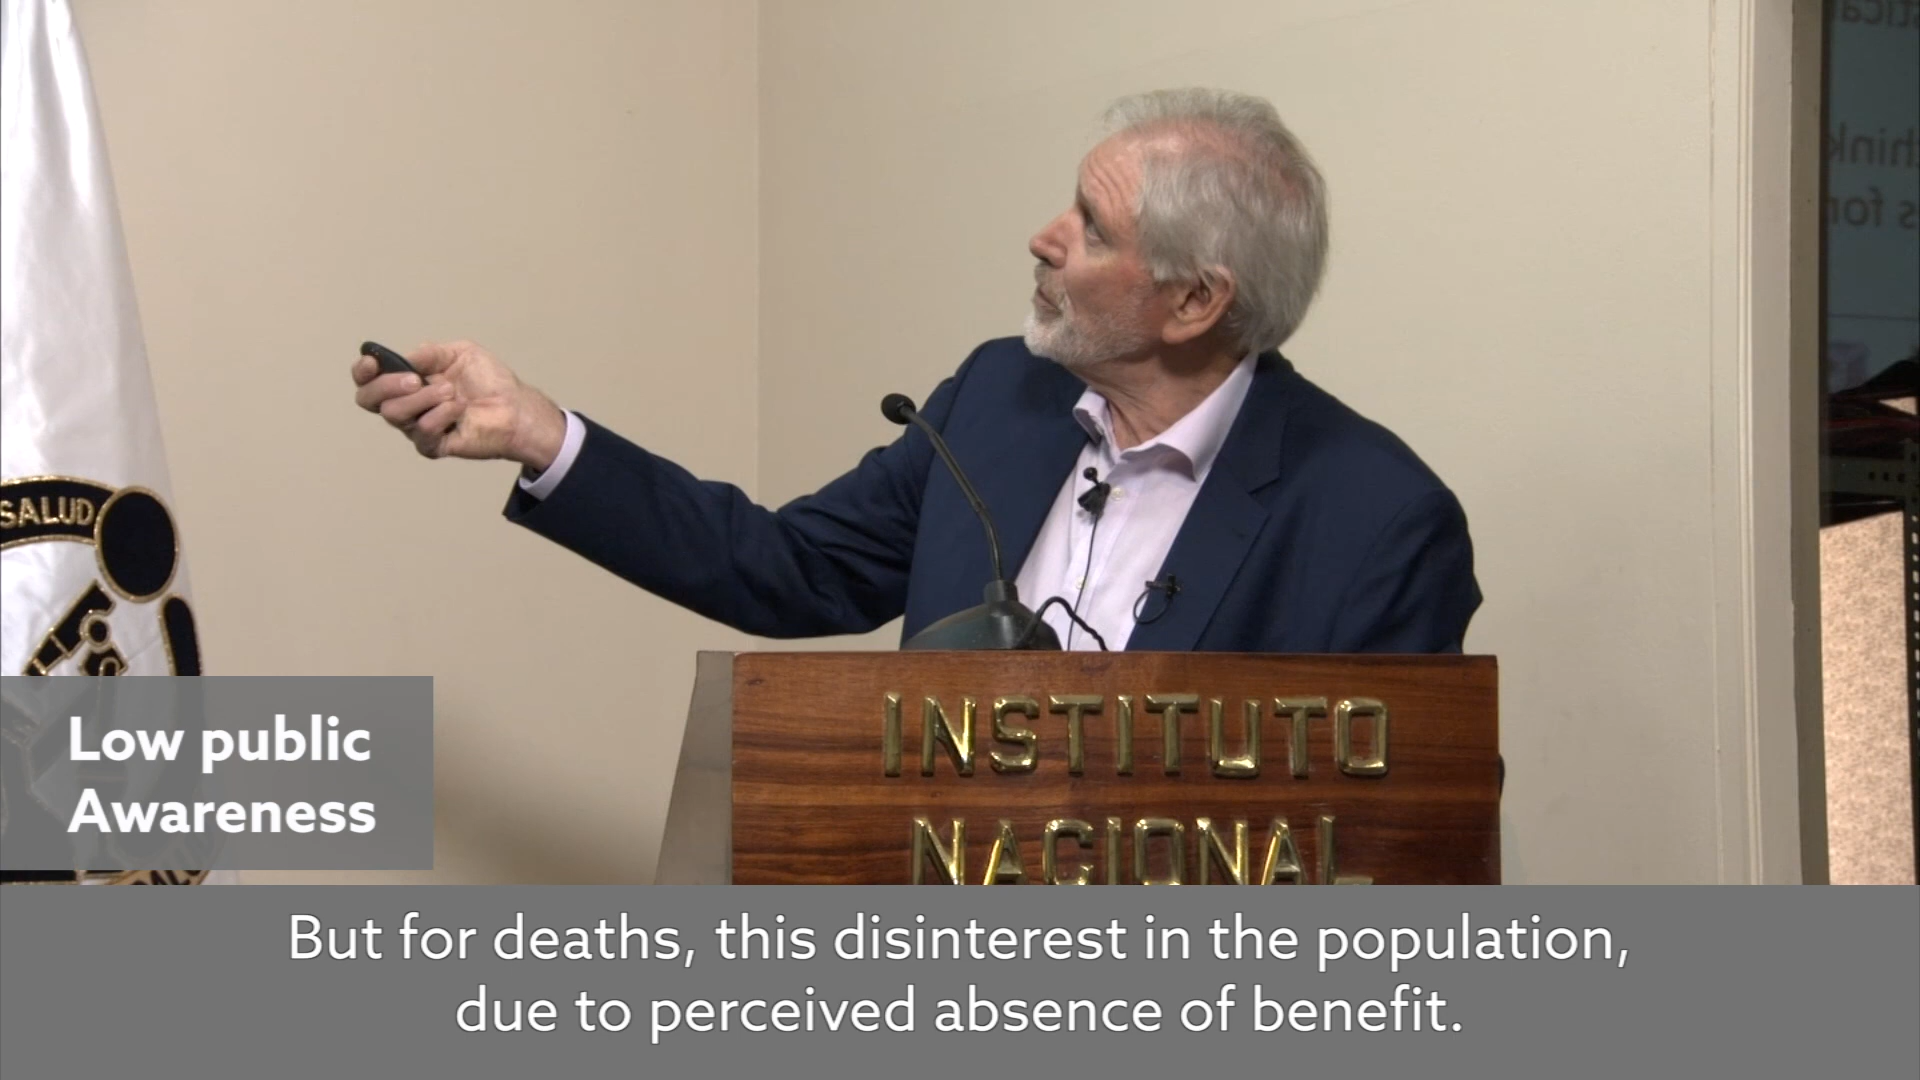 SALUD
INSTITUTO
NACIONAL
Low public
Awareness
But for deaths, this disinterest in the population,
due to perceived absence of benefit.